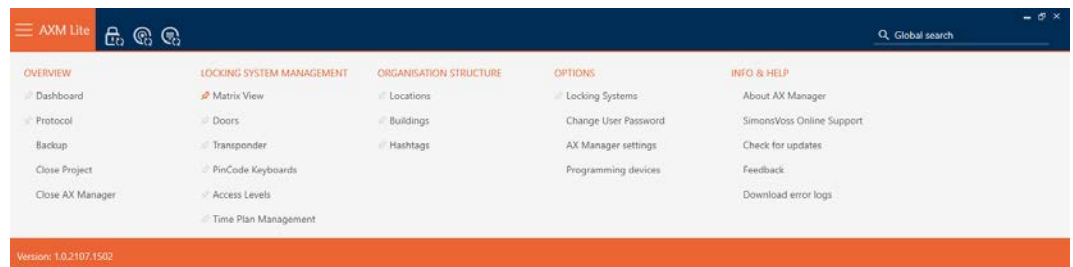 AXM Lite
Global search
OVERVIEW
Dashboard
Protocol
Backup
Close Project
Close AX Manager
LOCKING SYSTEM MANAGEMENT
Matrix View
Doors
Transponder
PinCode Keyboards
Access Levels
Time Plan Management
ORGANISATION STRUCTURE
Locations
Buildings
Hashtags
OPTIONS
Locking Systems
Change User Password
AX Manager settings
Programming devices
INFO & HELP
About AX Manager
SimonsVoss Online Support
Check for updates
Feedback
Download error logs
Version: 1.0.2107.1502